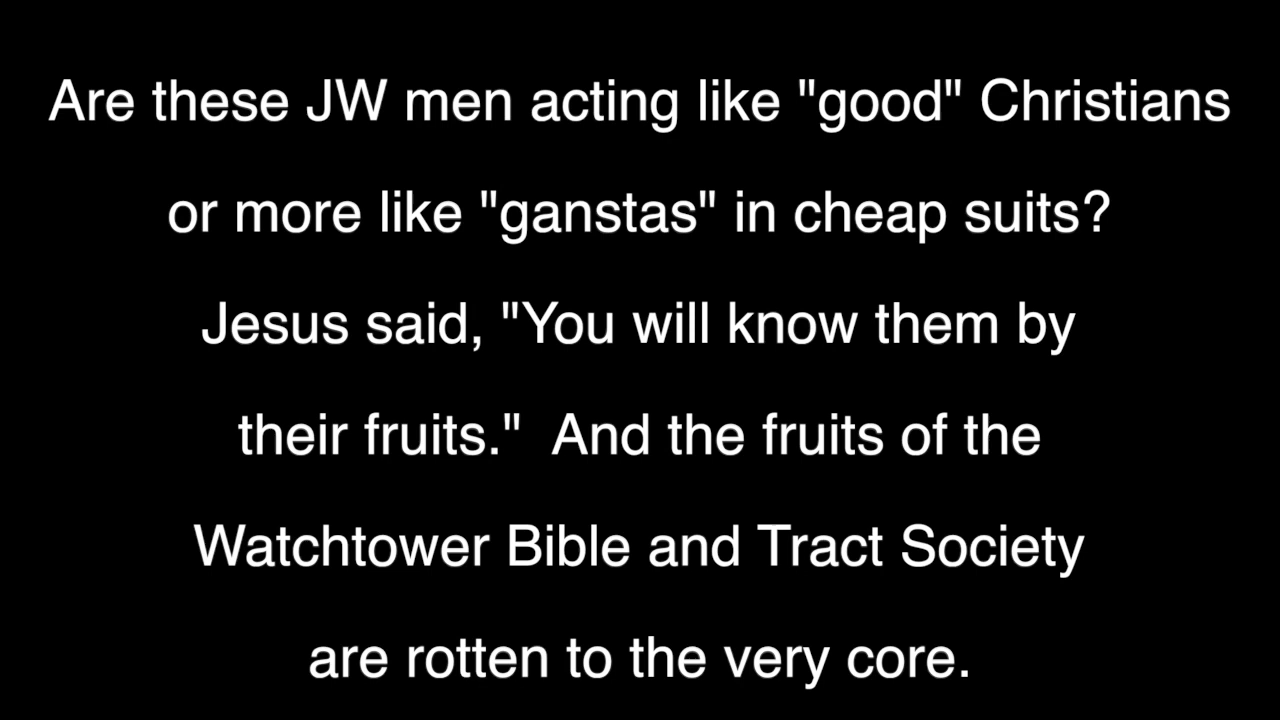 Are these JW men acting like "good" Christians
or more like "ganstas" in cheap suits?
Jesus said, "You will know them by
their fruits."  And the fruits of the
Watchtower Bible and Tract Society
are rotten to the very core.